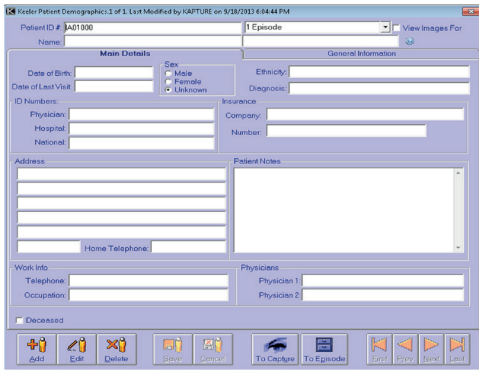 Keeler Patient Demographics.1 of 1. Last Modified by KAPTURE on 9/18/2013 6:04:44 PM
Patient ID #: IA01000 1 Episode View Images For
Name:
Main Details General Information
Date of Birth: Sex Male Ethnicity:
Female
Date of Last Visit: Unknown Diagnosis:
ID Numbers: Insurance
Physician: Company:
Hospital: Number:
National:
Address Patient Notes
Home Telephone:
Work Info Physicians
Telephone: Physician 1:
Occupation: Physician 2:
Deceased
Add Edit Delete Save Cancel To Capture To Episode First Prev Next Last